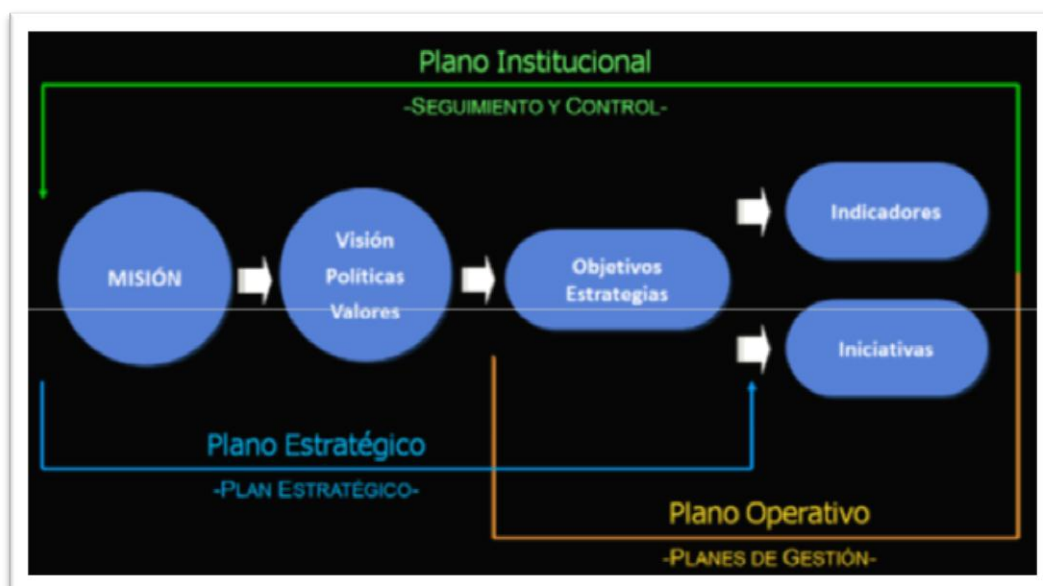 Plano Institucional
-SEGUIMIENTO Y CONTROL-
MISIÓN
Visión
Políticas
Valores
Objetivos
Estrategias
Indicadores
Iniciativas
Plano Estratégico
-PLAN ESTRATÉGICO-
Plano Operativo
-PLANES DE GESTIÓN-